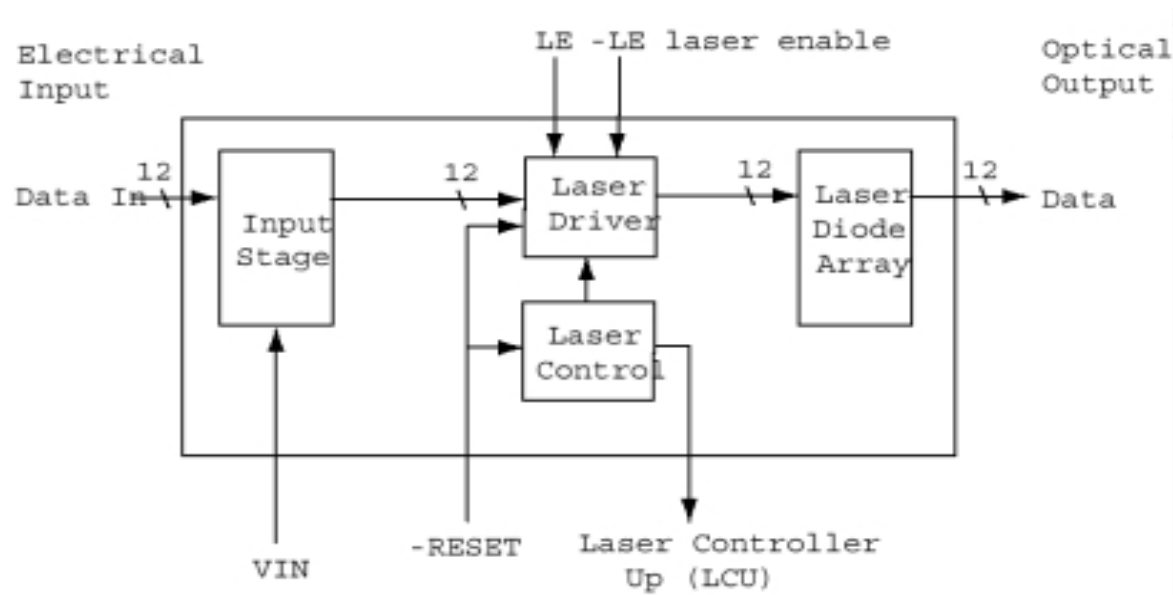 Electrical
Input
LE -LE laser enable
Optical
Output
12
12
12
12
Data In
Input
Stage
Laser
Driver
Laser
Diode
Array
Data
Laser
Control
VIN
-RESET
Laser Controller
Up (LCU)